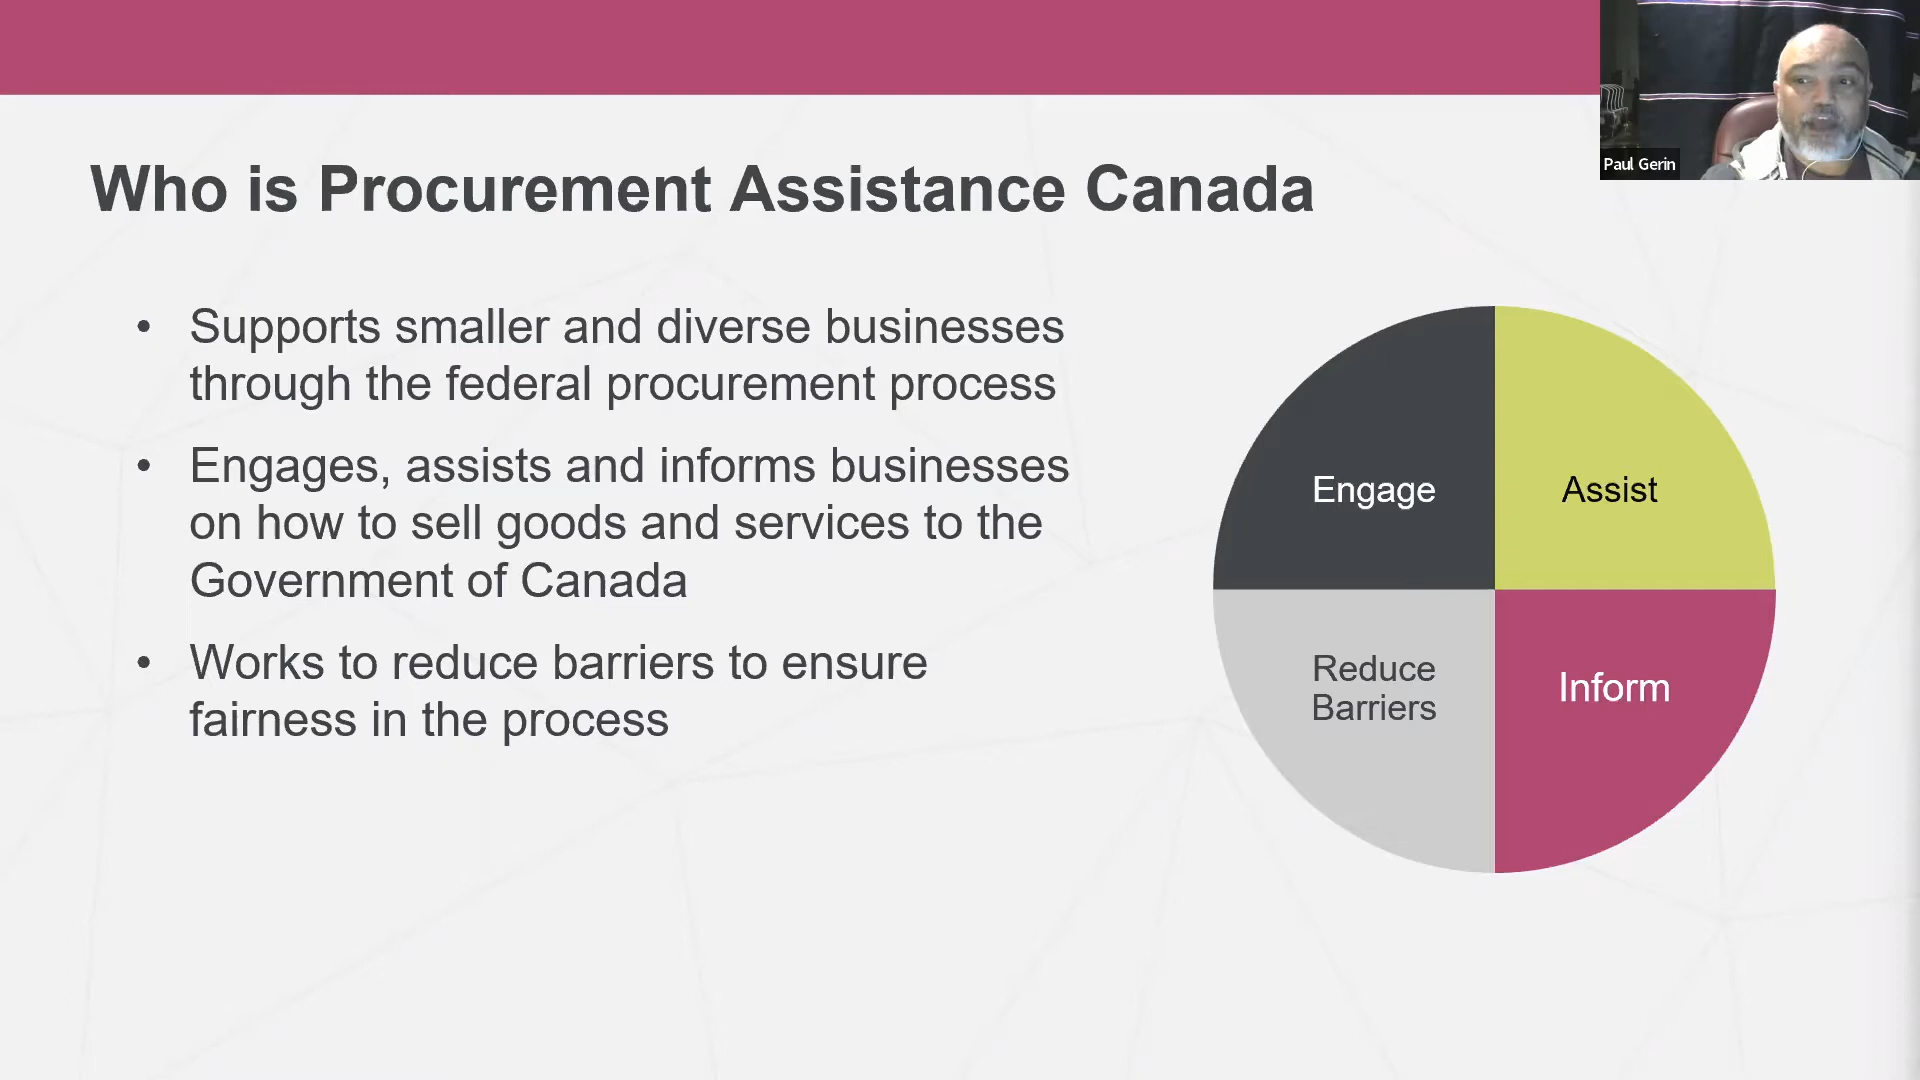 Paul Gerin
Who is Procurement Assistance Canada
• Supports smaller and diverse businesses
through the federal procurement process
• Engages, assists and informs businesses
on how to sell goods and services to the
Government of Canada
• Works to reduce barriers to ensure
fairness in the process
Engage
Assist
Reduce
Barriers
Inform